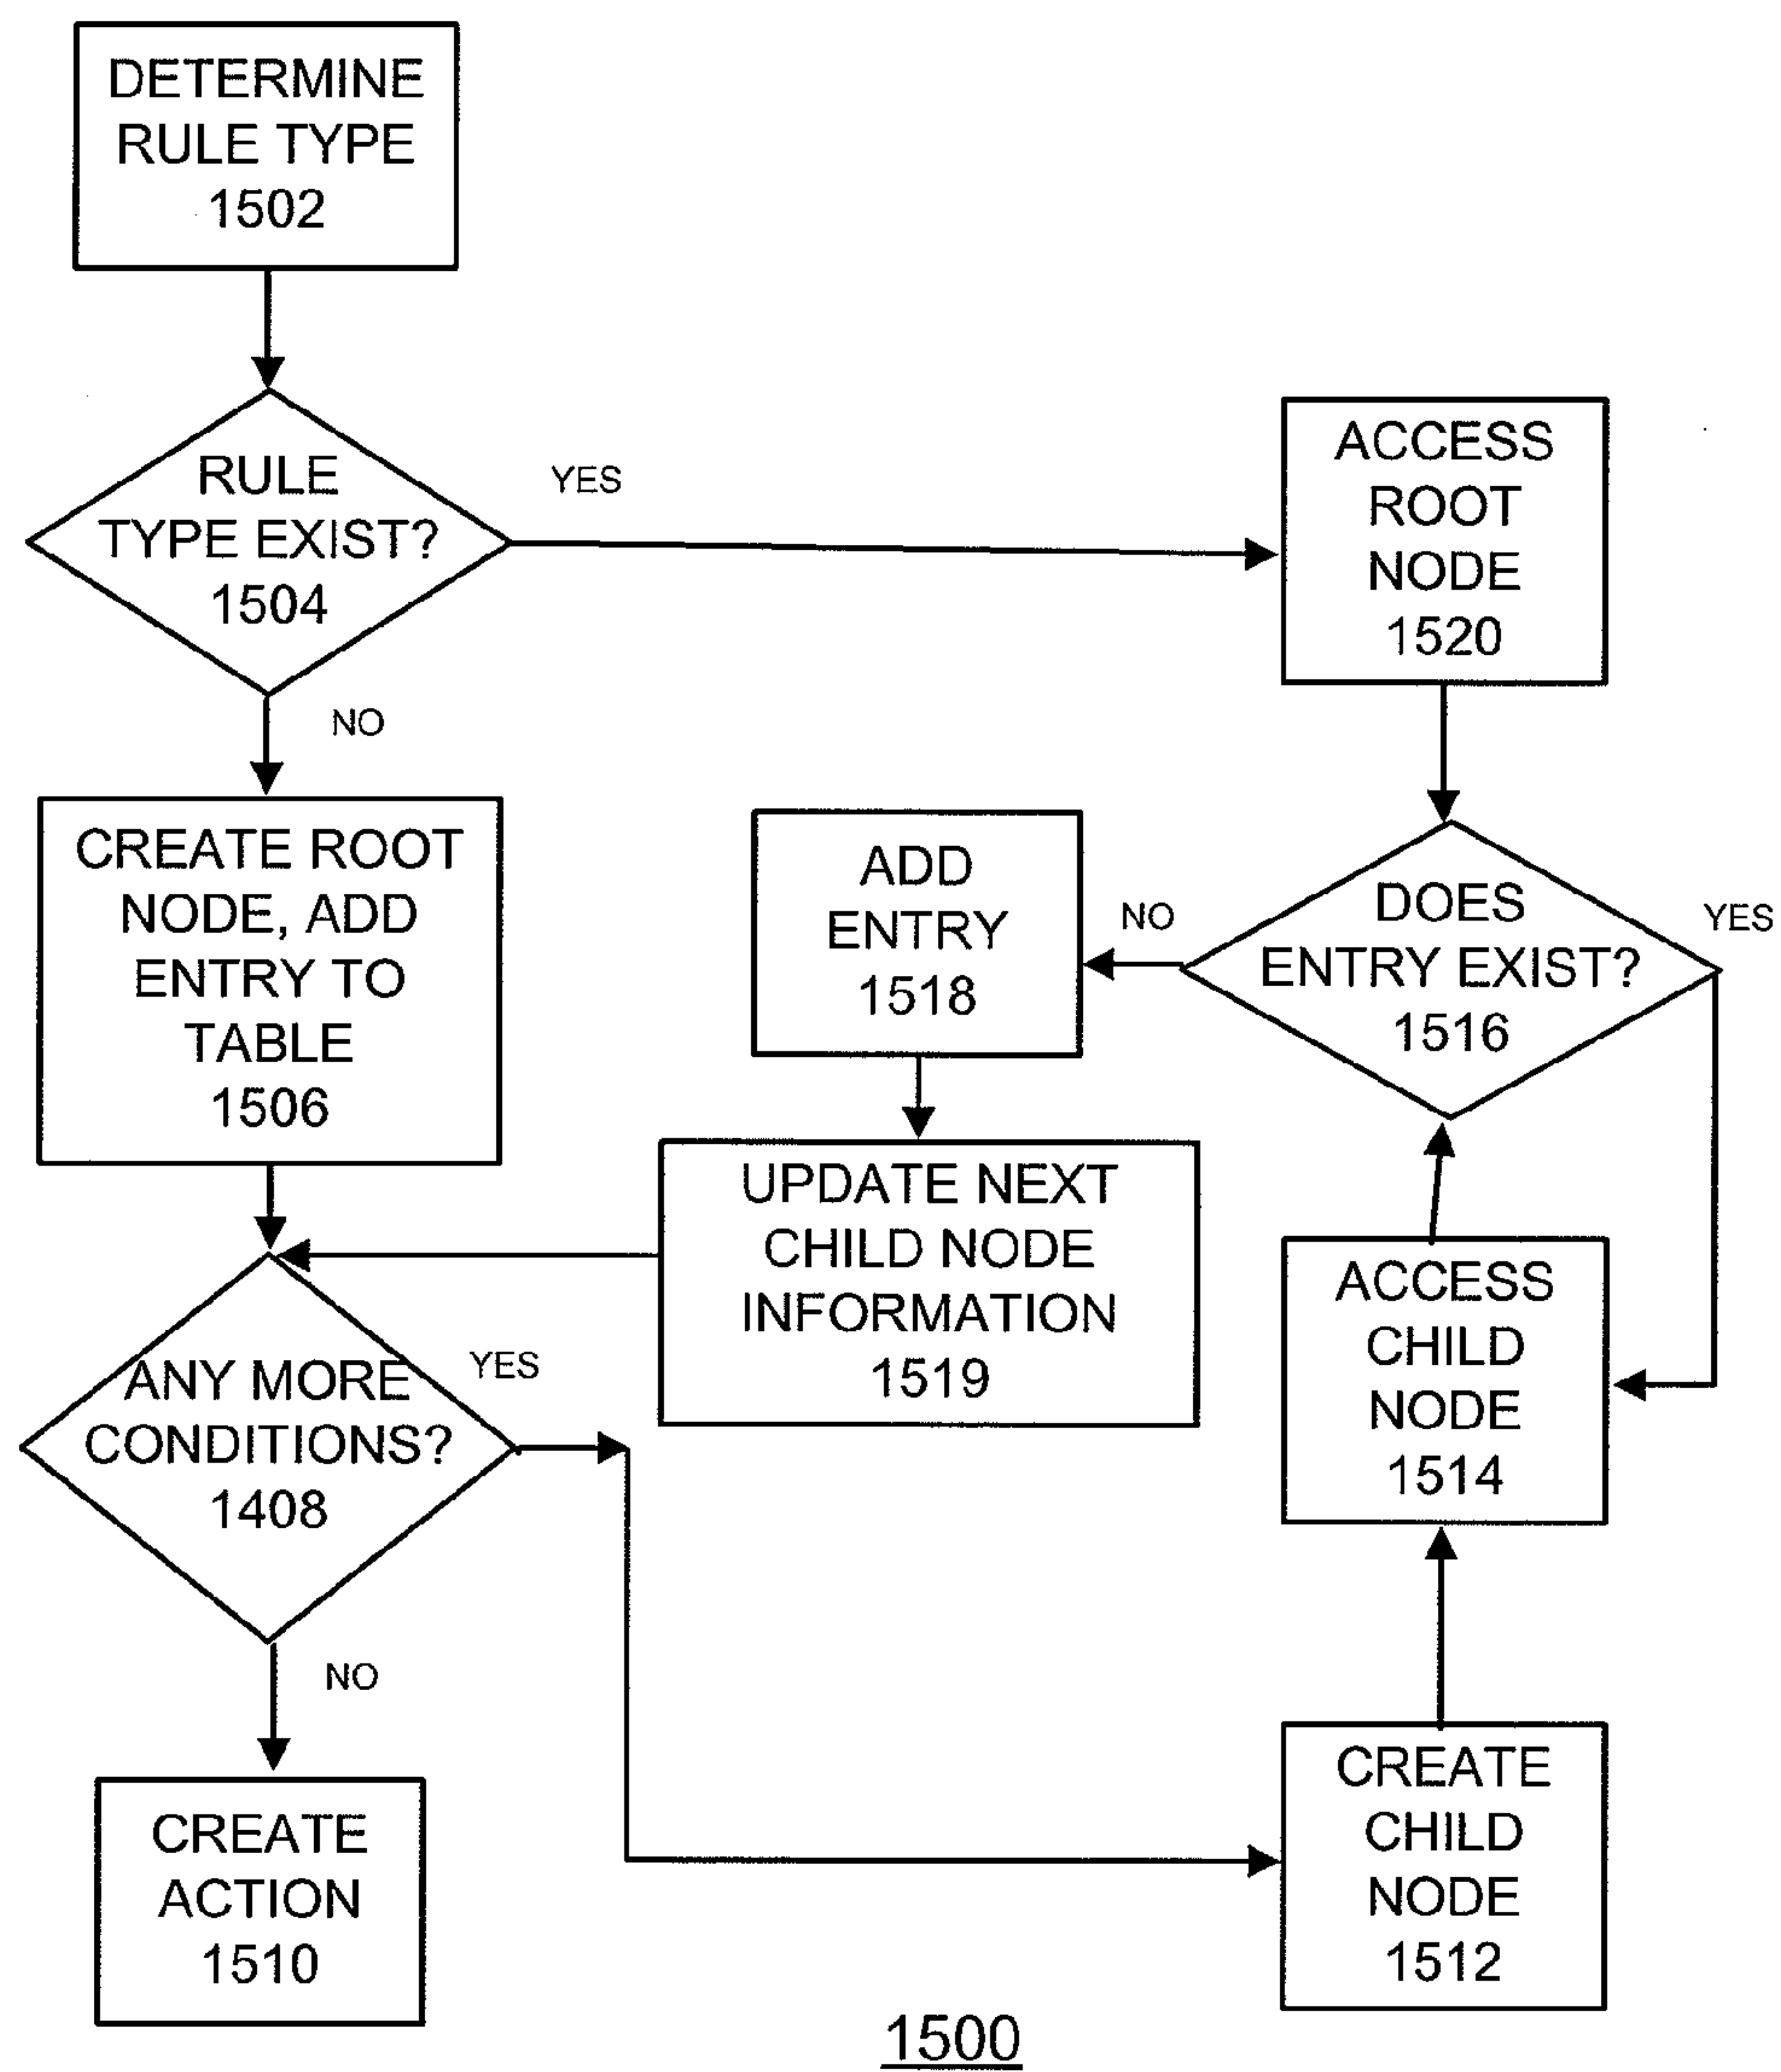 DETERMINE
RULE TYPE
1502
RULE
TYPE EXIST?
1504
YES
NO
ACCESS
ROOT
NODE
1520
CREATE ROOT
NODE, ADD
ENTRY TO
TABLE
1506
ADD
ENTRY
1518
NO
DOES
ENTRY EXIST?
1516
YES
UPDATE NEXT
CHILD NODE
INFORMATION
1519
ANY MORE
CONDITIONS?
1408
YES
NO
ACCESS
CHILD
NODE
1514
CREATE
ACTION
1510
CREATE
CHILD
NODE
1512
1500